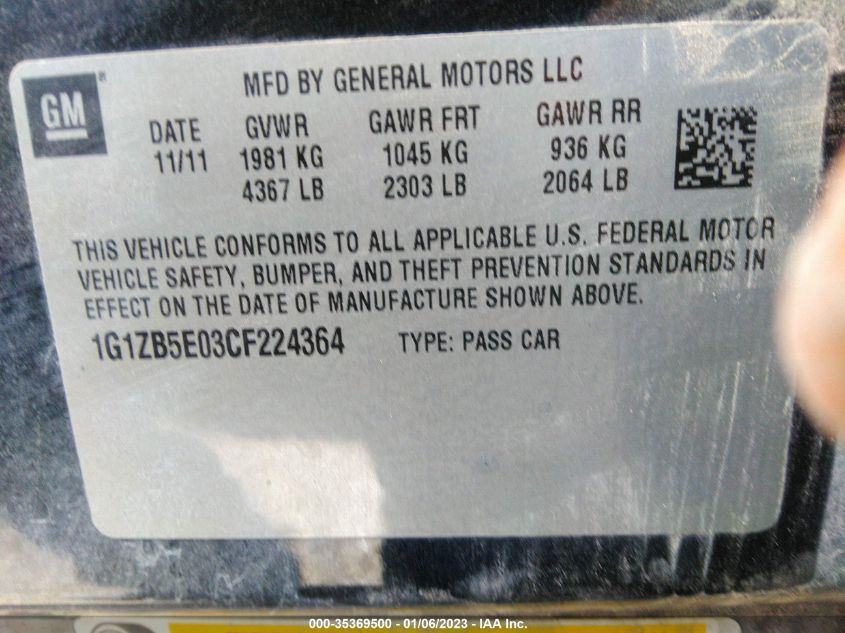 GM
®
MFD BY GENERAL MOTORS LLC
DATE GVWR GAWR FRT GAWR RR
11/11 1981 KG 1045 KG 936 KG
4367 LB 2303 LB 2064 LB
THIS VEHICLE CONFORMS TO ALL APPLICABLE U.S. FEDERAL MOTOR
VEHICLE SAFETY, BUMPER, AND THEFT PREVENTION STANDARDS IN
EFFECT ON THE DATE OF MANUFACTURE SHOWN ABOVE.
1G1ZB5E03CF224364 TYPE: PASS CAR
000-35369500 - 01/06/2023 - IAA Inc.